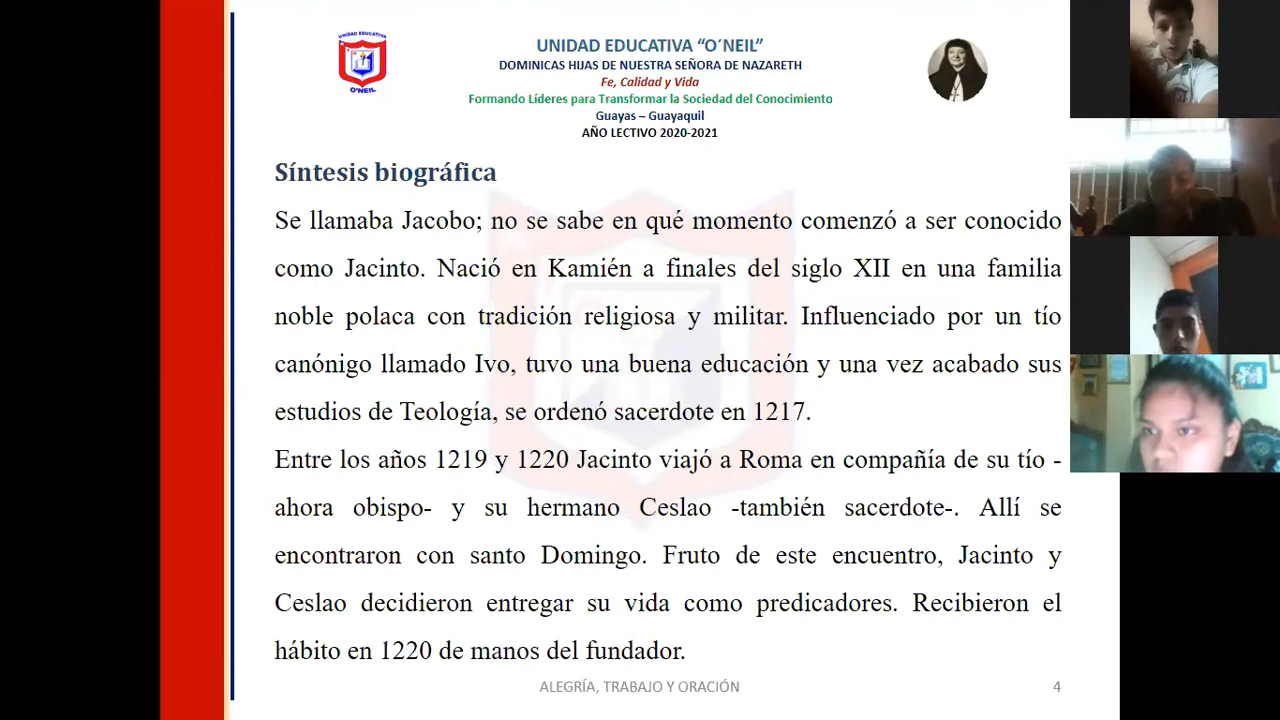 UNIDAD EDUCATIVA
O'NEIL
UNIDAD EDUCATIVA “O´NEIL”
DOMINICAS HIJAS DE NUESTRA SEÑORA DE NAZARETH
Fe, Calidad y Vida
Formando Líderes para Transformar la Sociedad del Conocimiento
Guayas – Guayaquil
AÑO LECTIVO 2020-2021
Síntesis biográfica
Se llamaba Jacobo; no se sabe en qué momento comenzó a ser conocido
como Jacinto. Nació en Kamién a finales del siglo XII en una familia
noble polaca con tradición religiosa y militar. Influenciado por un tío
canónigo llamado Ivo, tuvo una buena educación y una vez acabado sus
estudios de Teología, se ordenó sacerdote en 1217.
Entre los años 1219 y 1220 Jacinto viajó a Roma en compañía de su tío -
ahora obispo- y su hermano Ceslao -también sacerdote-. Allí se
encontraron con santo Domingo. Fruto de este encuentro, Jacinto y
Ceslao decidieron entregar su vida como predicadores. Recibieron el
hábito en 1220 de manos del fundador.
ALEGRÍA, TRABAJO Y ORACIÓN
4